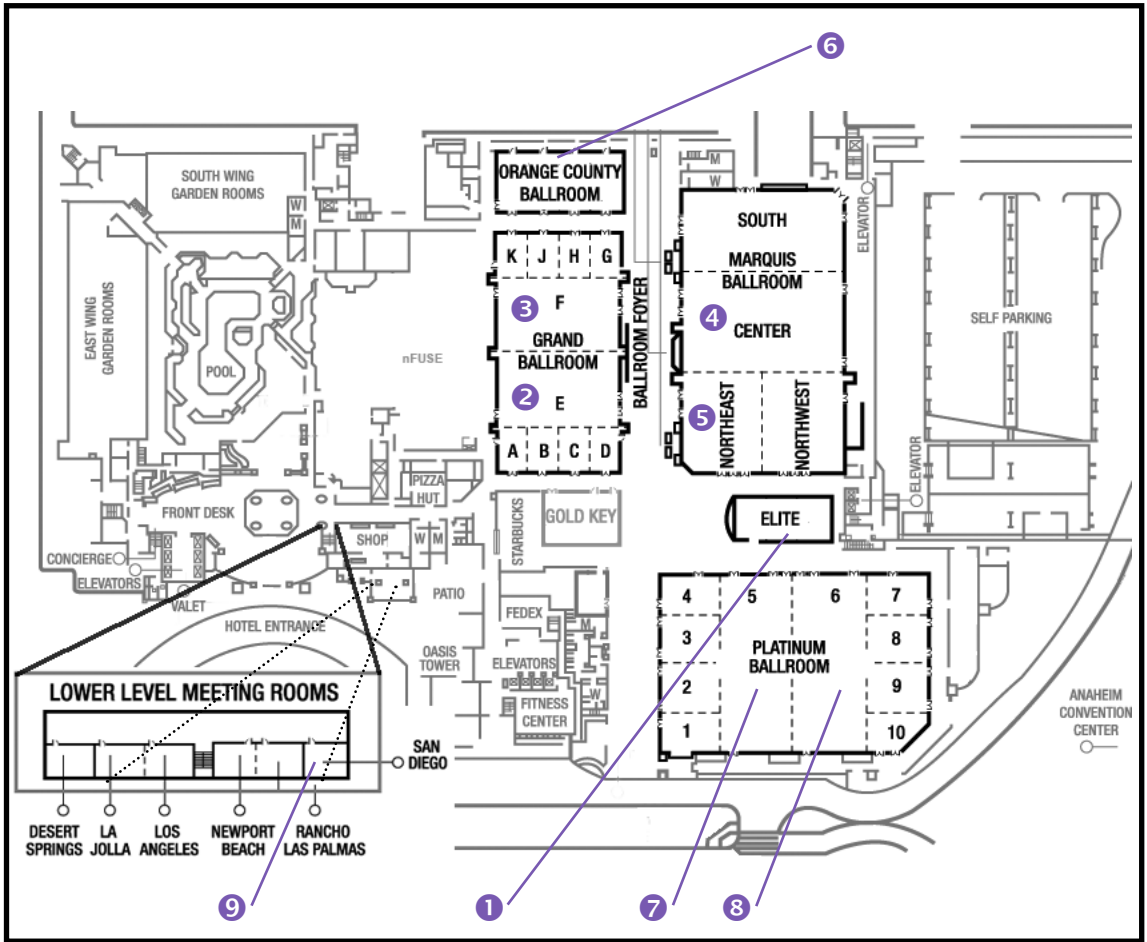 6
ORANGE COUNTY
BALLROOM
M
W
SOUTH WING
GARDEN ROOMS
W
M
ELEVATOR
SOUTH
MARQUIS
BALLROOM
4
CENTER
5
NORTHEAST
NORTHWEST
K
J
H
G
3
F
GRAND
BALLROOM
2
E
A
B
C
D
BALLROOM FOYER
SELF PARKING
EAST WING
GARDEN ROOMS
POOL
nFUSE
PIZZA
HUT
FRONT DESK
SHOP
W
M
STARBUCKS
GOLD KEY
ELITE
ELEVATOR
CONCIERGE
ELEVATORS
VALET
PATIO
HOTEL ENTRANCE
OASIS
TOWER
FEDEX
M
ELEVATORS
W
FITNESS
CENTER
4
5
6
7
3
8
PLATINUM
BALLROOM
2
9
1
10
ANAHEIM
CONVENTION
CENTER
LOWER LEVEL MEETING ROOMS
SAN
DIEGO
DESERT
SPRINGS
LA
JOLLA
LOS
ANGELES
NEWPORT
BEACH
RANCHO
LAS PALMAS
9
1
7
8